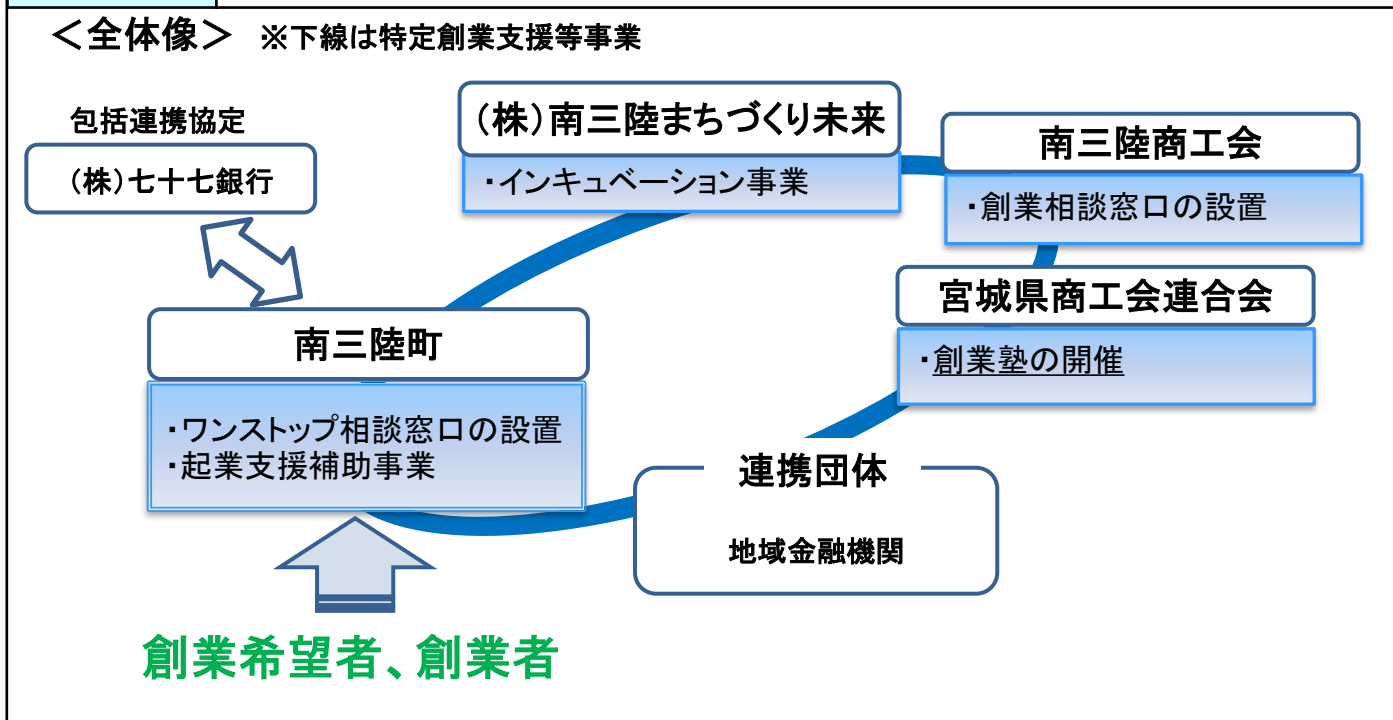 ＜全体像＞ ※下線は特定創業支援等事業
包括連携協定
（株）七十七銀行
（株）南三陸まちづくり未来
・インキュベーション事業
南三陸商工会
・創業相談窓口の設置
宮城県商工会連合会
・創業塾の開催
南三陸町
・ワンストップ相談窓口の設置
・起業支援補助事業
連携団体
地域金融機関
創業希望者、創業者